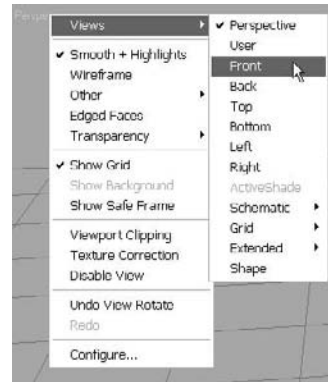 Views
Smooth + Highlights
Wireframe
Other
Edged Faces
Transparency
Show Grid
Show Background
Show Safe Frame
Viewport Clipping
Texture Correction
Disable View
Undo View Rotate
Redo
Configure...
Perspective
User
Front
Back
Top
Bottom
Left
Right
ActiveShade
Schematic
Grid
Extended
Shape